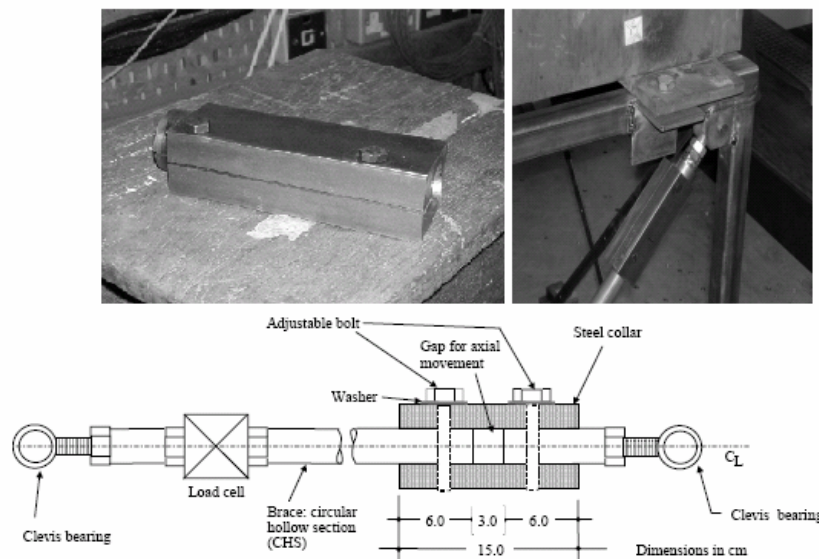 Adjustable bolt
Gap for axial
movement
Steel collar
Washer
Load cell
Brace: circular
hollow section
(CHS)
CL
Clevis bearing
Clevis bearing
6.0 3.0 6.0
15.0
Dimensions in cm